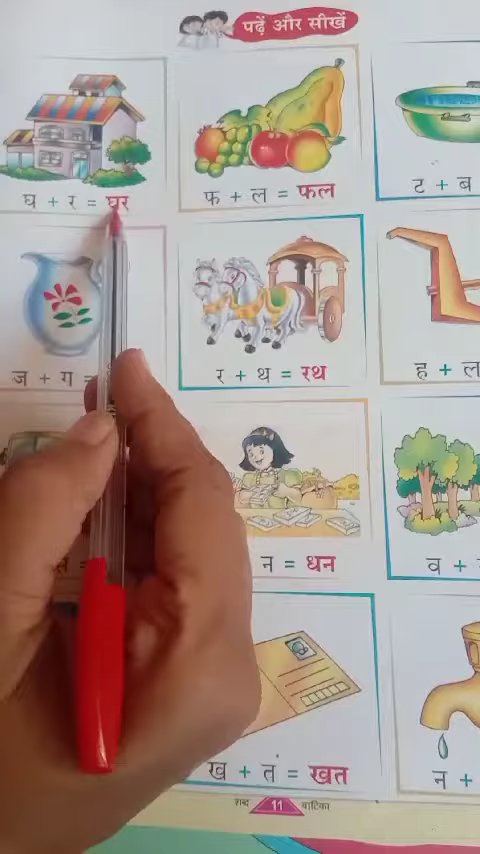 पढ़ें और सीखें
घ + र = घर
फ + ल = फल
ट + ब
ज + ग =
र + थ = रथ
ह + ल
न = धन
व +
ख + त = खत
न +
शब्द 11 वाटिका